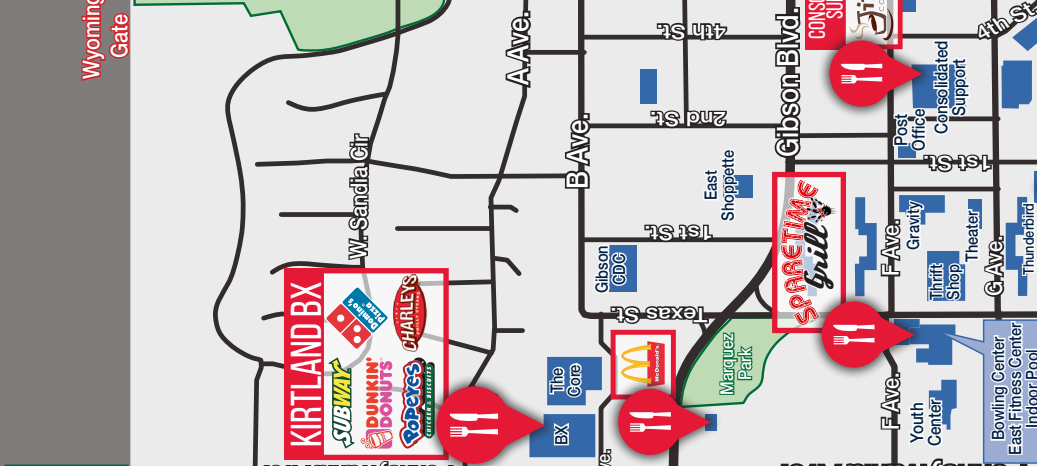 Wyoming
Gate
A Ave.
4th St.
Gibson Blvd.
4th St.
Consolidated
Support
2nd St.
Post
Office
B Ave.
W. Sandia Cir
East
Shoppette
1st St.
1st St.
SPARETIME
Grill
F Ave.
Gravity
Theater
Thrift
Shop
G Ave.
Thunderbird
Gibson
CDC
Texas St.
KIRTLAND BX
Domino's
Pizza
CHARLEYS
SUBWAY
DUNKIN'
DONUTS
POPEYES
CHICKEN & BISCUITS
McDonald's
Marquez
Park
The
Core
BX
F Ave.
Youth
Center
Bowling Center
East Fitness Center
Indoor Pool